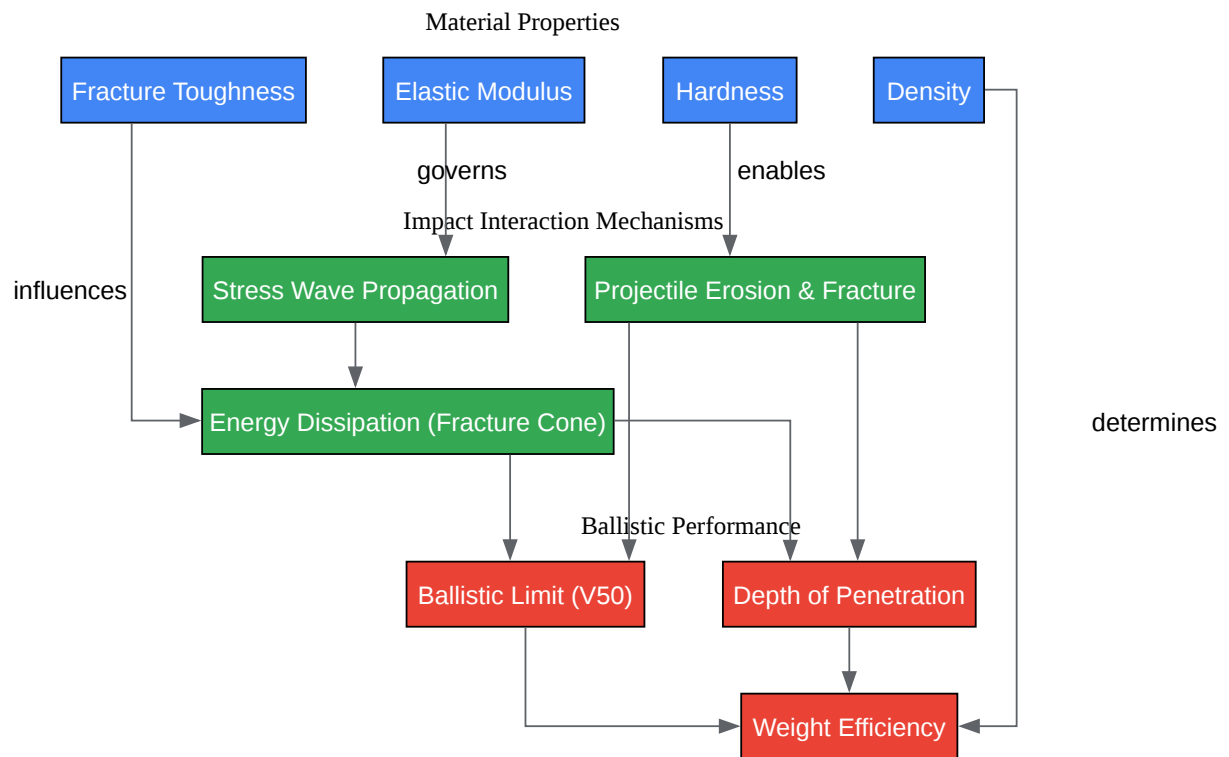 Material Properties
Fracture Toughness
Elastic Modulus
Hardness
Density
governs
enables
Impact Interaction Mechanisms
influences
Stress Wave Propagation
Projectile Erosion & Fracture
Energy Dissipation (Fracture Cone)
determines
Ballistic Performance
Ballistic Limit (V50)
Depth of Penetration
Weight Efficiency